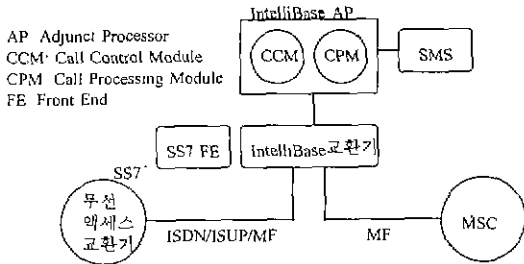 IntelliBase AP
AP Adjunct Processor
CCM· Call Control Module
CPM Call Processing Module
FE Front End
CCM
CPM
SMS
SS7 FE
IntelliBase교환기
SS7
무선
액세스
교환기
ISDN/ISUP/MF
MF
MSC